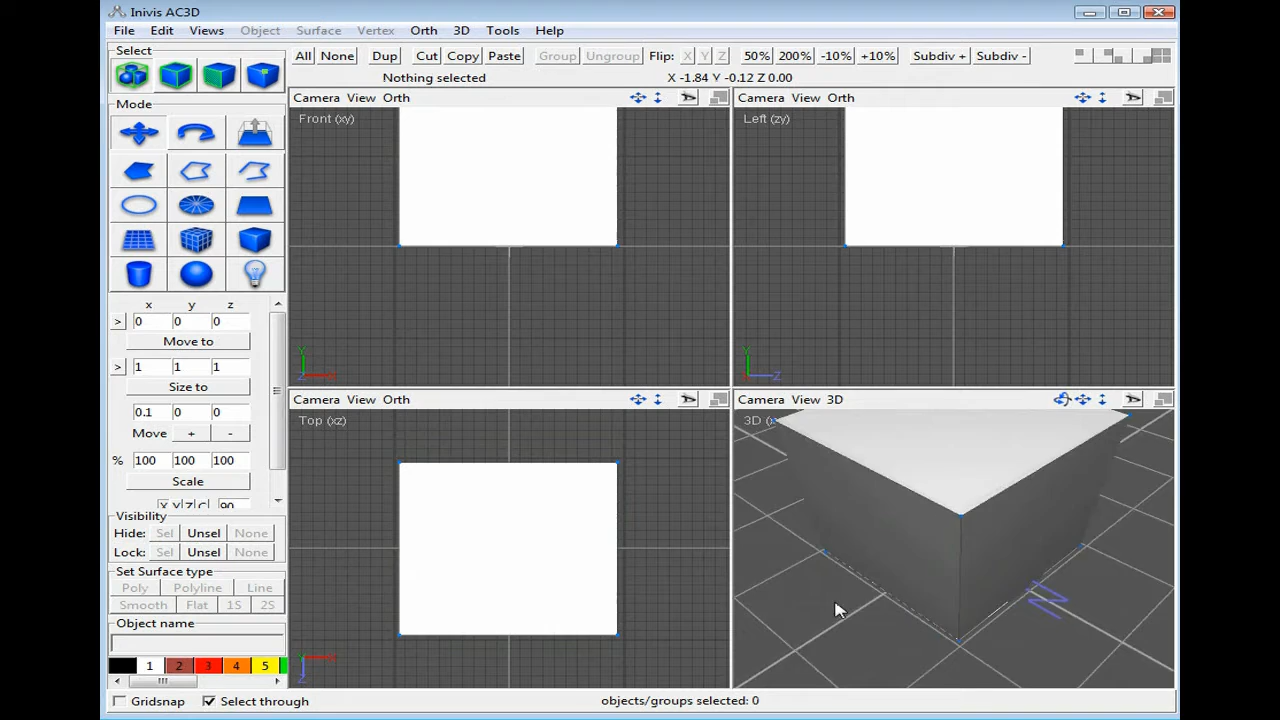 Inivis AC3D
File Edit Views Object Surface Vertex Orth 3D Tools Help
Select
All None Dup Cut Copy Paste Group Ungroup Flip: X Y Z 50% 200% -10% +10% Subdiv + Subdiv -
Nothing selected X -1.84 Y -0.12 Z 0.00
Mode
Camera View Orth
Front (xy)
Y
Z
Camera View Orth
Left (zy)
Y
Z
x y z
> 0 0 0
Move to
> 1 1 1
Size to
0.1 0 0
Move + -
% 100 100 100
Scale
X Y Z C 90
Camera View Orth
Top (xz)
Z
Camera View 3D
3D
Visibility
Hide: Sel Unsel None
Lock: Sel Unsel None
Set Surface type
Poly Polyline Line
Smooth Flat 1S 2S
Object name
1 2 3 4 5
Gridsnap Select through objects/groups selected: 0